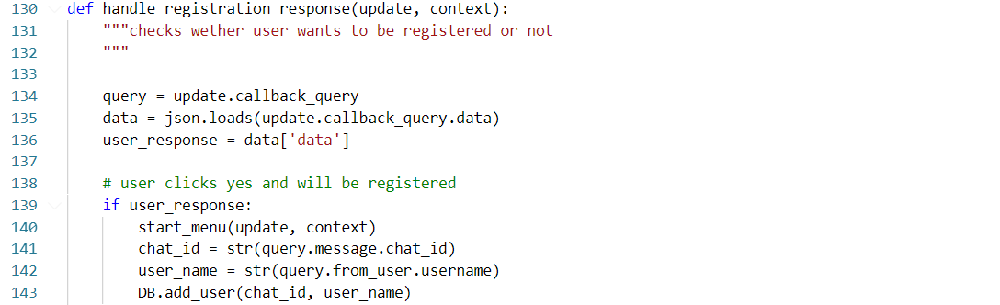 130 def handle_registration_response(update, context):
131     """checks wether user wants to be registered or not
132     """
133
134     query = update.callback_query
135     data = json.loads(update.callback_query.data)
136     user_response = data['data']
137
138     # user clicks yes and will be registered
139     if user_response:
140         start_menu(update, context)
141         chat_id = str(query.message.chat_id)
142         user_name = str(query.from_user.username)
143         DB.add_user(chat_id, user_name)